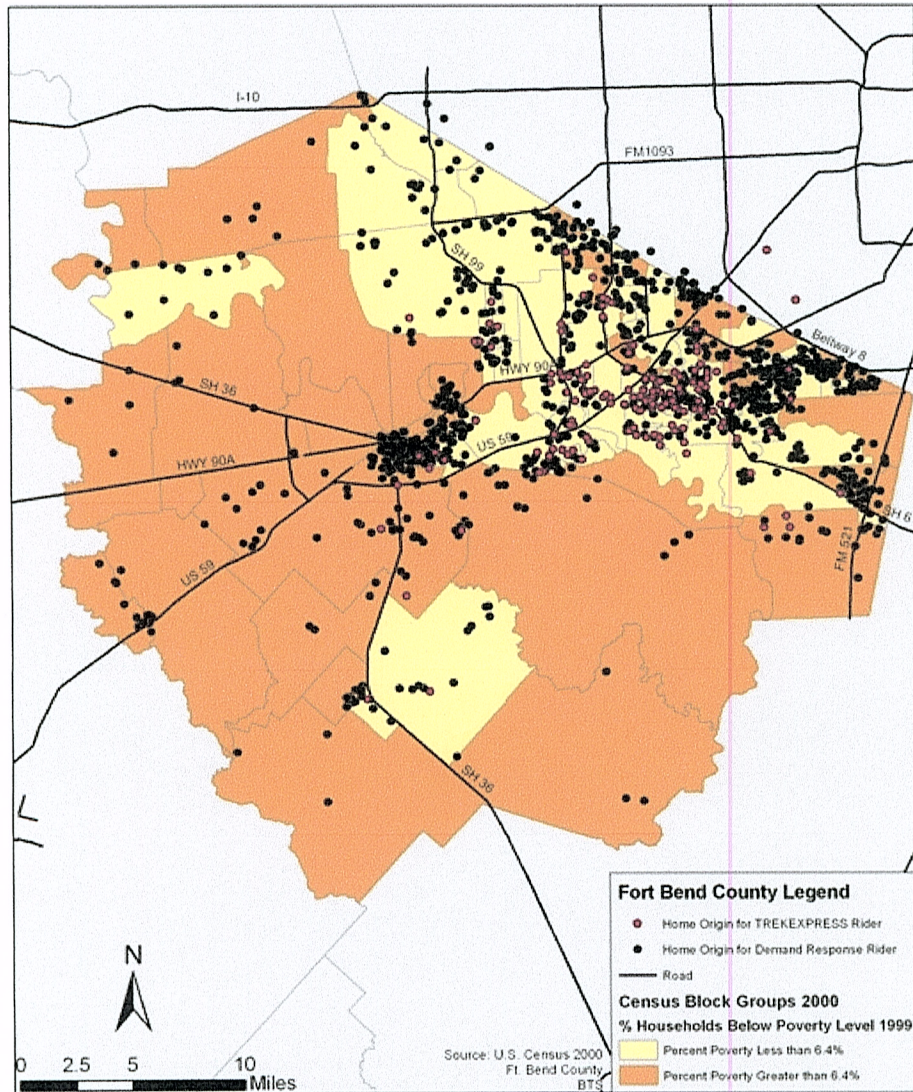 I-10
FM1093
SH 99
Beltway 8
HWY 90A
SH 36
US 59
HWY 90A
SH 6
FM 521
US 59
SH 36
Fort Bend County Legend
Home Origin for TREKEXPRESS Rider
Home Origin for Demand Response Rider
Road
Census Block Groups 2000
% Households Below Poverty Level 1999
Percent Poverty Less than 6.4%
Percent Poverty Greater than 6.4%
N
0 2.5 5 10
Miles
Source: U.S. Census 2000
Ft. Bend County
BTS